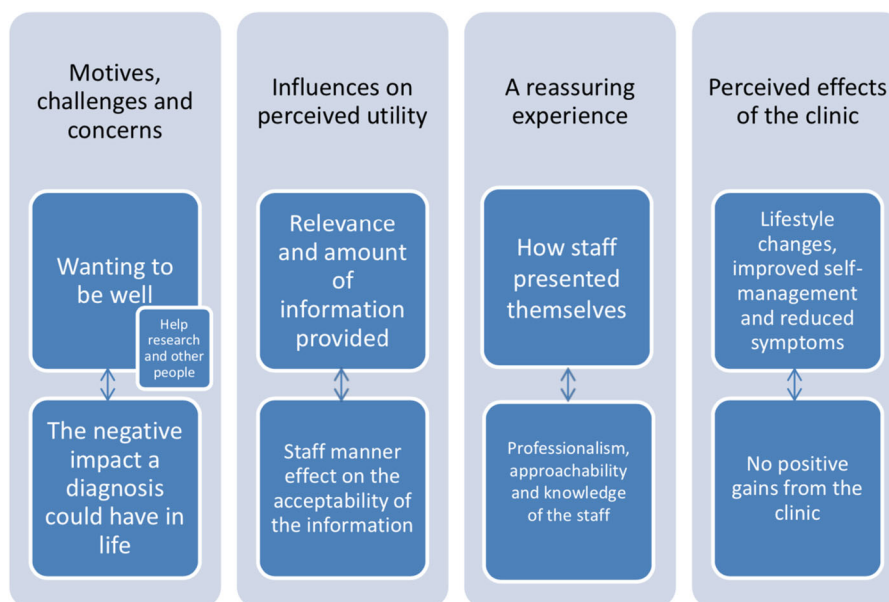 Motives,
challenges and
concerns
Wanting to
be well
Help
research
and other
people
The negative
impact a
diagnosis
could have in
life
Influences on
perceived utility
Relevance
and amount
of
information
provided
Staff manner
effect on the
acceptability of
the information
A reassuring
experience
How staff
presented
themselves
Professionalism,
approachability
and knowledge
of the staff
Perceived effects
of the clinic
Lifestyle
changes,
improved self-
management
and reduced
symptoms
No positive
gains from the
clinic